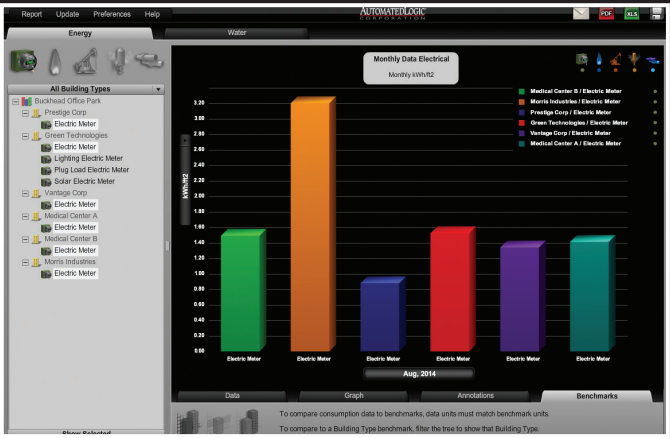 Report Update Preferences Help
AUTOMATEDLOGIC
CORPORATION
PDF XLS
Energy Water
All Building Types
Buckhead Office Park
Prestige Corp
Electric Meter
Green Technologies
Electric Meter
Lighting Electric Meter
Plug Load Electric Meter
Solar Electric Meter
Vantage Corp
Electric Meter
Medical Center A
Electric Meter
Medical Center B
Electric Meter
Morris Industries
Electric Meter
Show Selected
Monthly Data Electrical
Monthly kWh/ft2
Medical Center B / Electric Meter
Morris Industries / Electric Meter
Prestige Corp / Electric Meter
Green Technologies / Electric Meter
Vantage Corp / Electric Meter
Medical Center A / Electric Meter
kWh/ft2
3.20
3.00
2.80
2.60
2.40
2.20
2.00
1.80
1.60
1.40
1.20
1.00
0.80
0.60
0.40
0.20
0.00
Electric Meter Electric Meter Electric Meter Electric Meter Electric Meter Electric Meter
Aug, 2014
Data Graph Annotations Benchmarks
To compare consumption data to benchmarks, data units must match benchmark units.
To compare to a Building Type benchmark, filter the tree to show that Building Type.